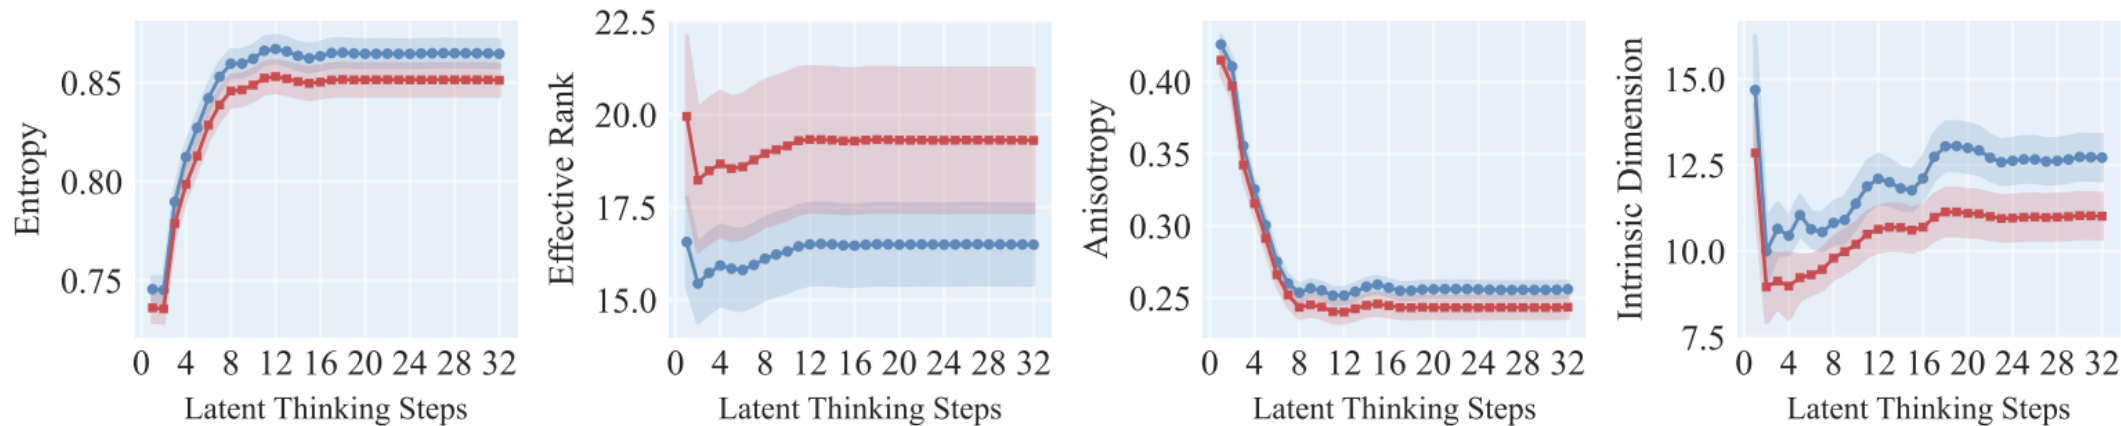 Entropy
0.85
0.80
0.75
0 4 8 12 16 20 24 28 32
Latent Thinking Steps
Effective Rank
22.5
20.0
17.5
15.0
0 4 8 12 16 20 24 28 32
Latent Thinking Steps
Anisotropy
0.40
0.35
0.30
0.25
0 4 8 12 16 20 24 28 32
Latent Thinking Steps
Intrinsic Dimension
15.0
12.5
10.0
7.5
0 4 8 12 16 20 24 28 32
Latent Thinking Steps